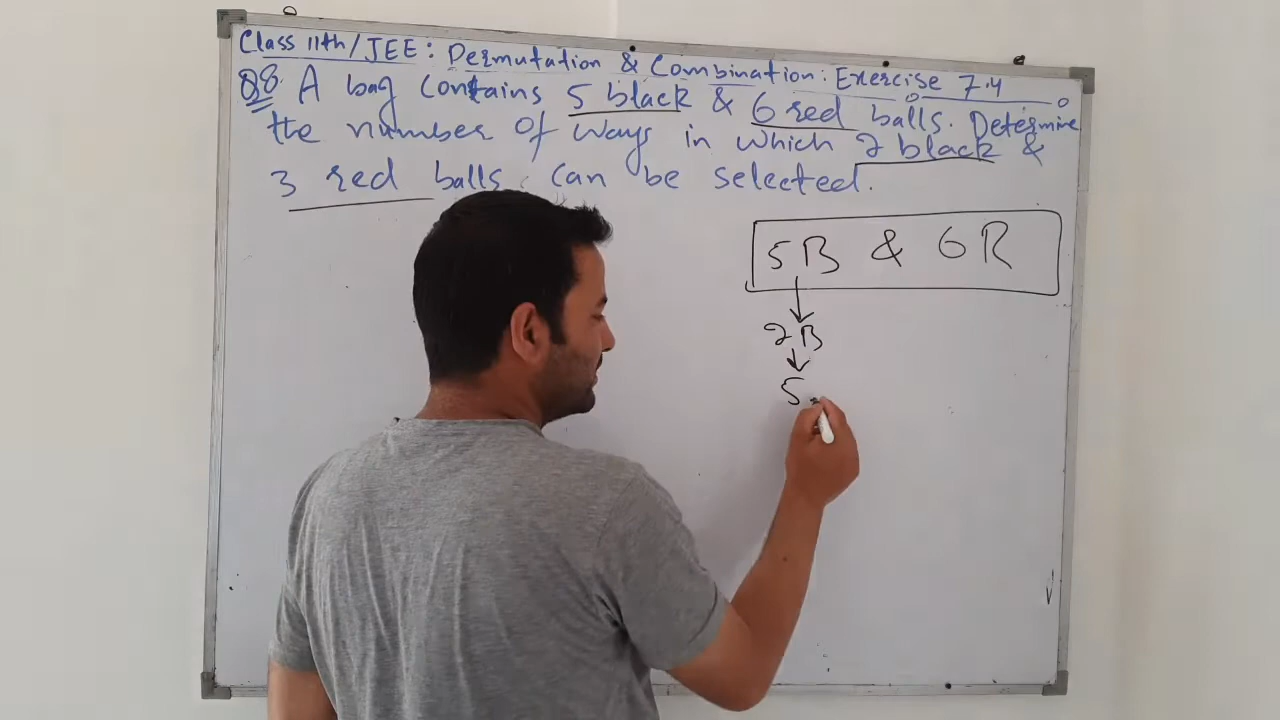 Class 11th/JEE: Permutation & Combination: Exercise 7.4
Q8. A bag contains 5 black & 6 red balls. Determine
the number of ways in which 2 black &
3 red balls can be selected.
5B & 6R
2B
5